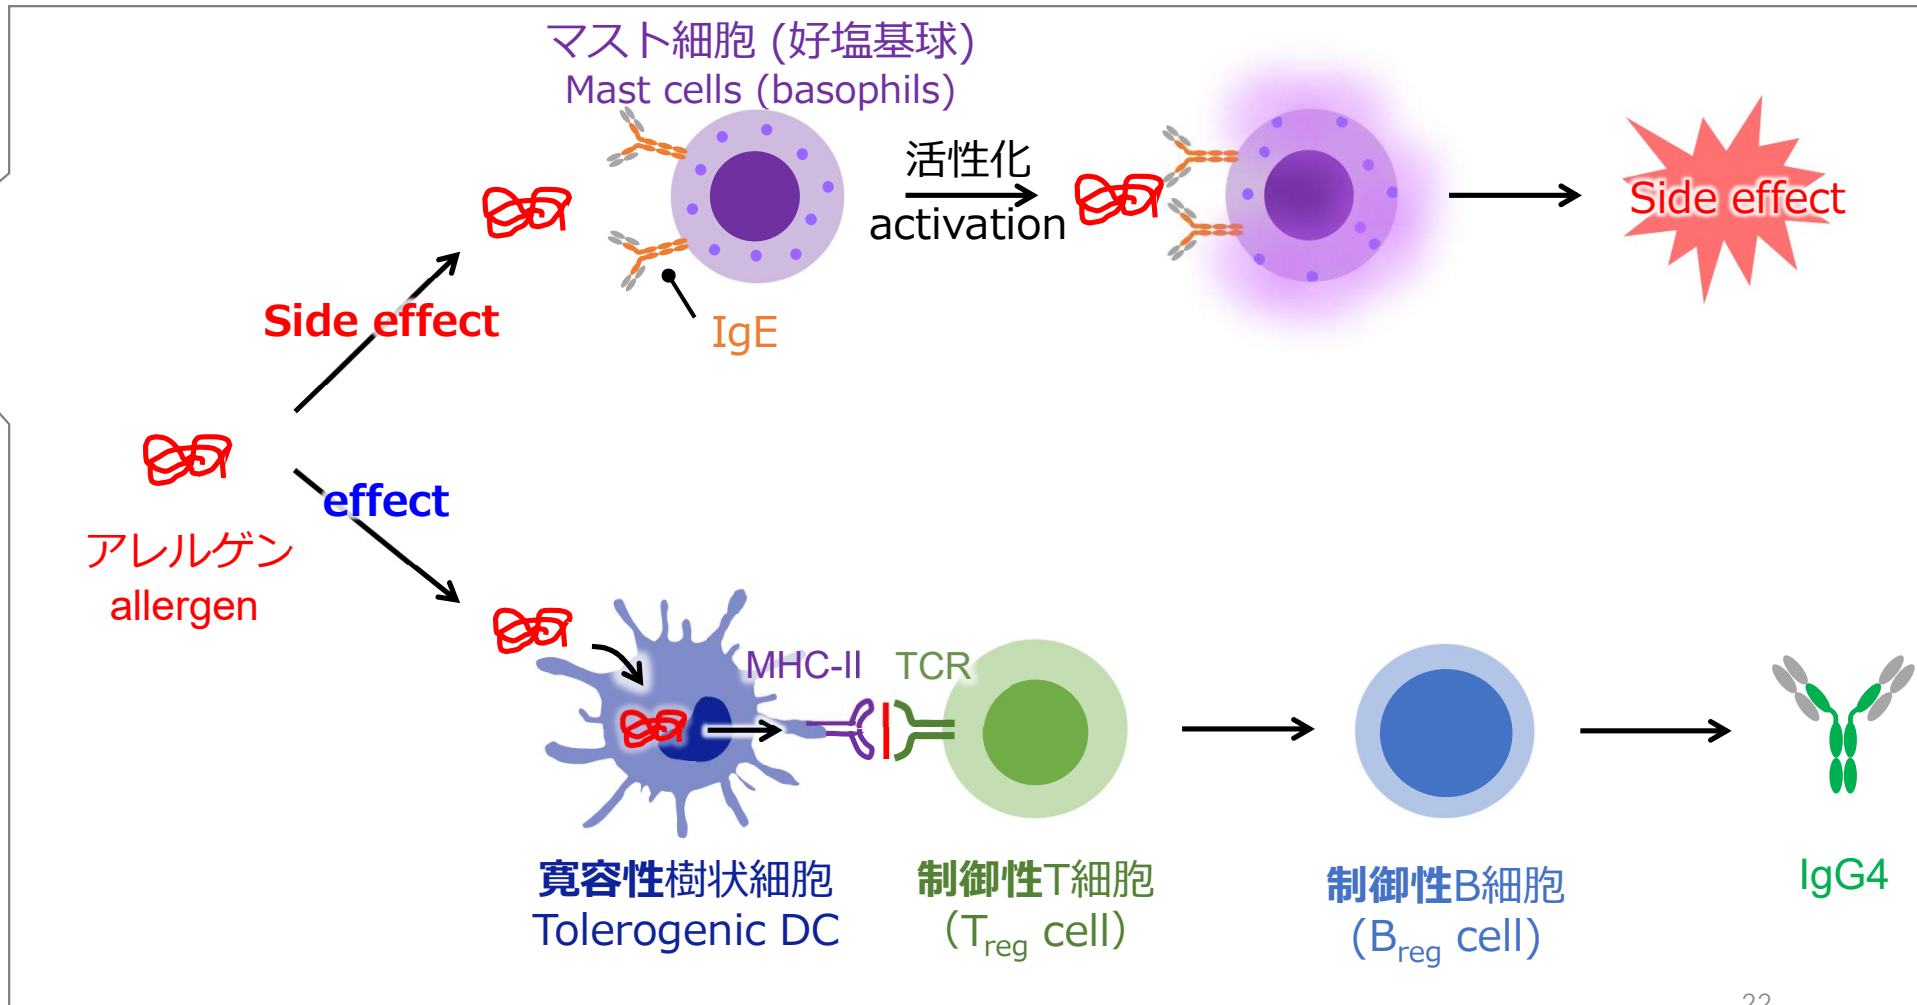 マスト細胞 (好塩基球)
Mast cells (basophils)
活性化
activation
Side effect
Side effect
IgE
effect
アレルゲン
allergen
MHC-II
TCR
寛容性樹状細胞
Tolerogenic DC
制御性T細胞
(Treg cell)
制御性B細胞
(Breg cell)
IgG4
22